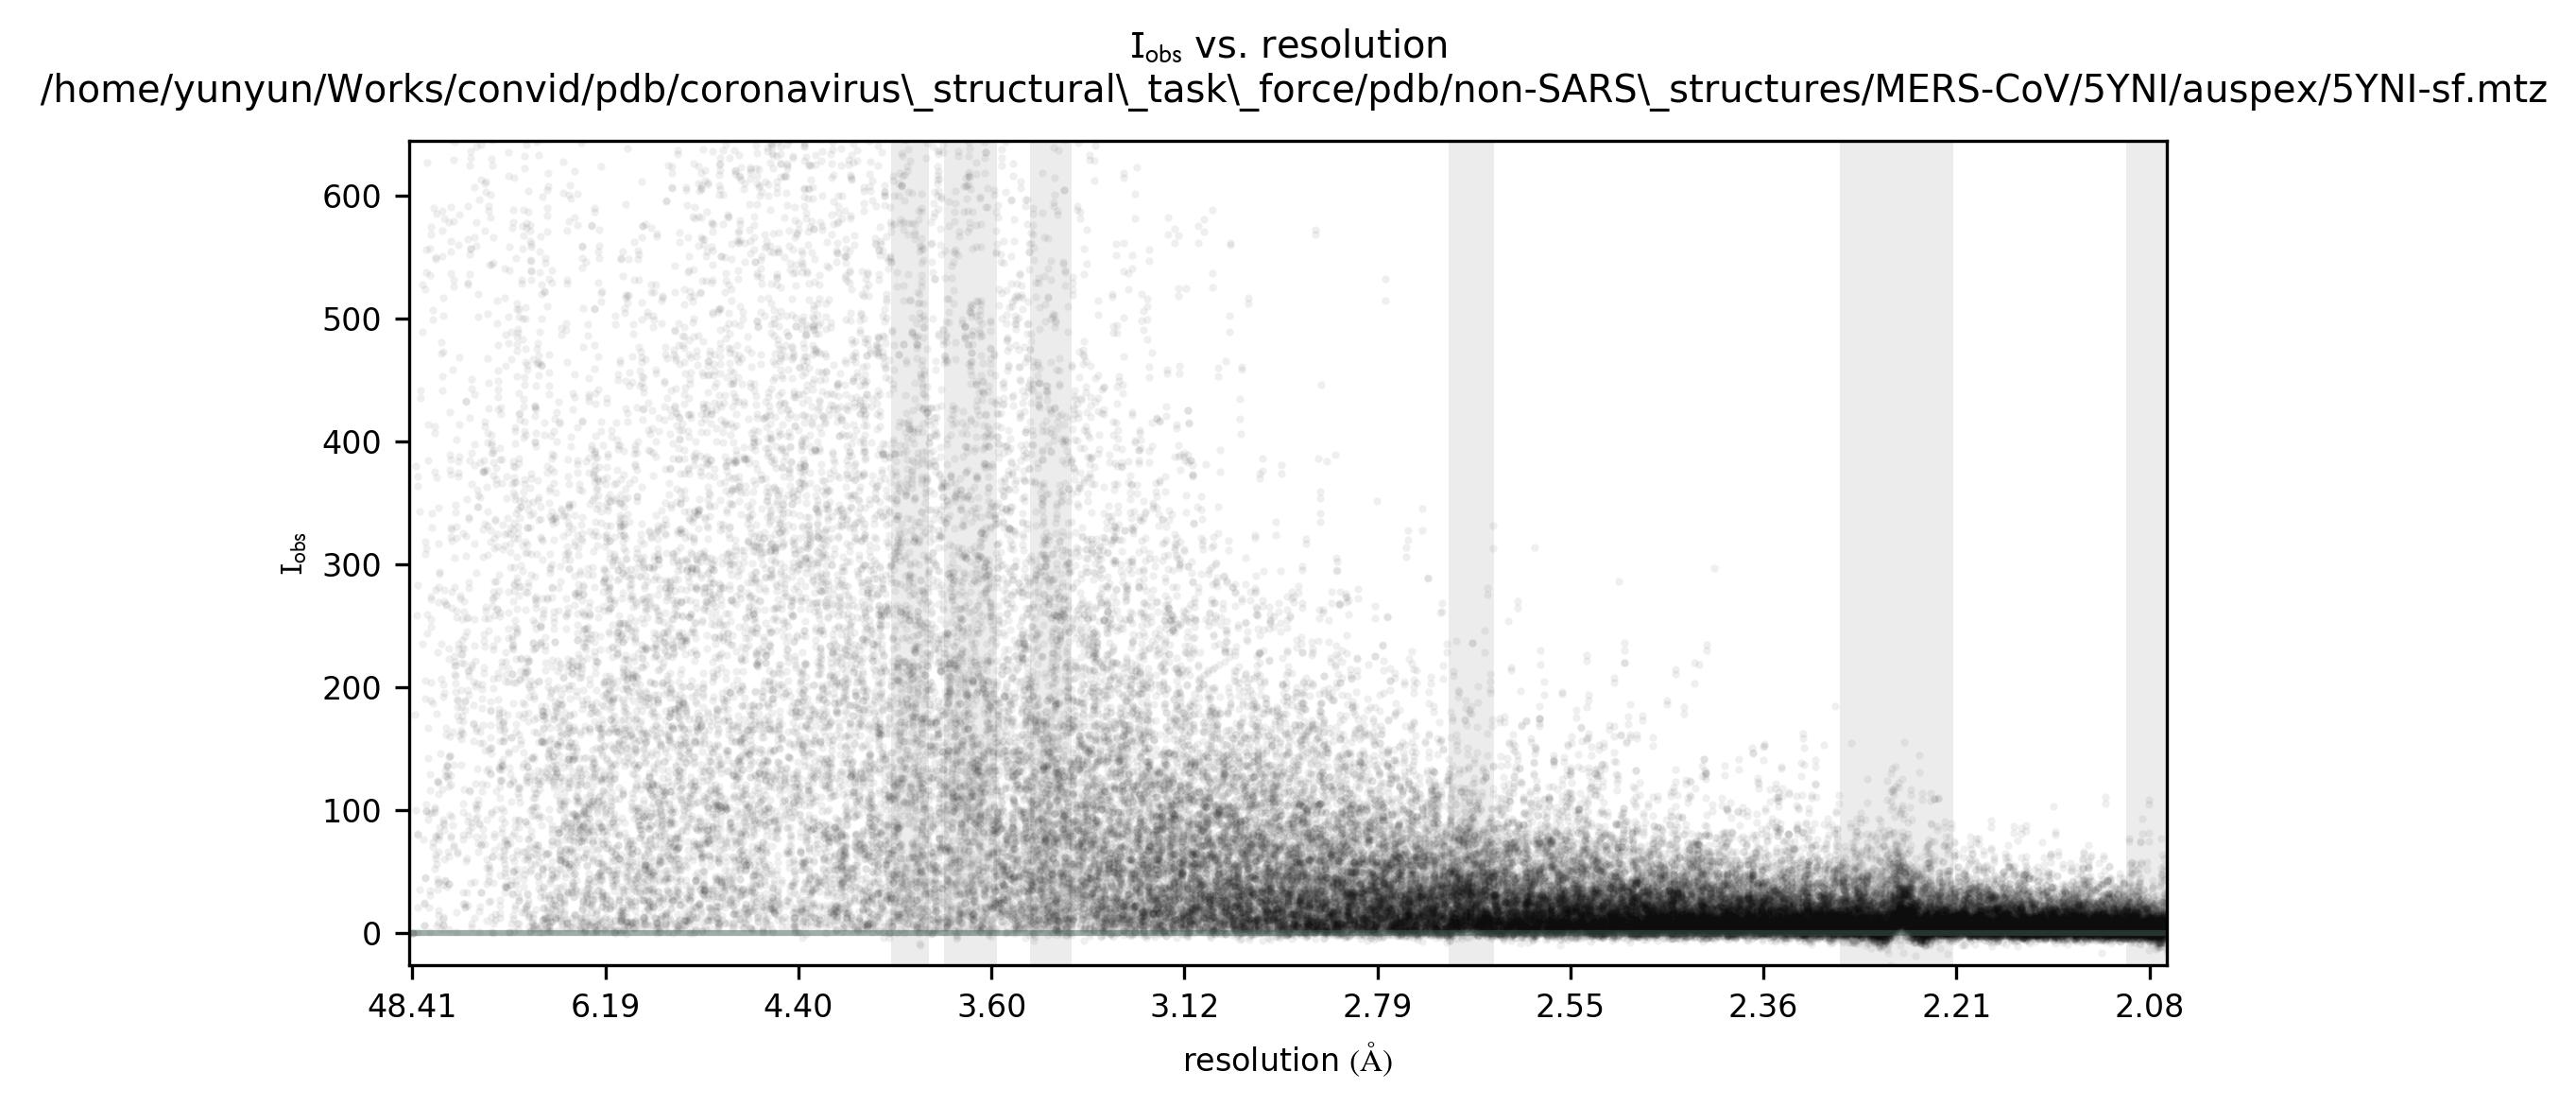 Iobs vs. resolution
/home/yunyun/Works/convid/pdb/coronavirus\_structural\_task\_force/pdb/non-SARS\_structures/MERS-CoV/5YNI/auspex/5YNI-sf.mtz
600
500
400
300
200
100
0
Iobs
48.41 6.19 4.40 3.60 3.12 2.79 2.55 2.36 2.21 2.08
resolution (Å)